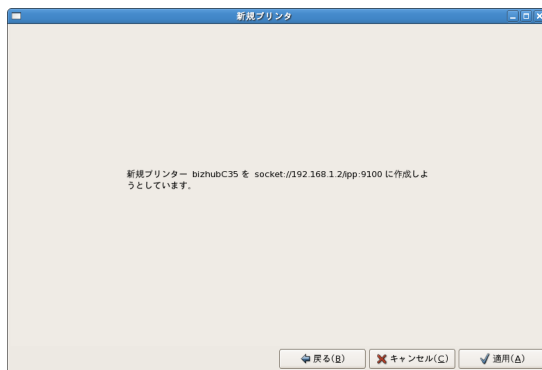 新規プリンタ
新規プリンター bizhubC35 を socket://192.168.1.2/ipp:9100 に作成しよ
うとしています。
戻る(B) キャンセル(C) 適用(A)